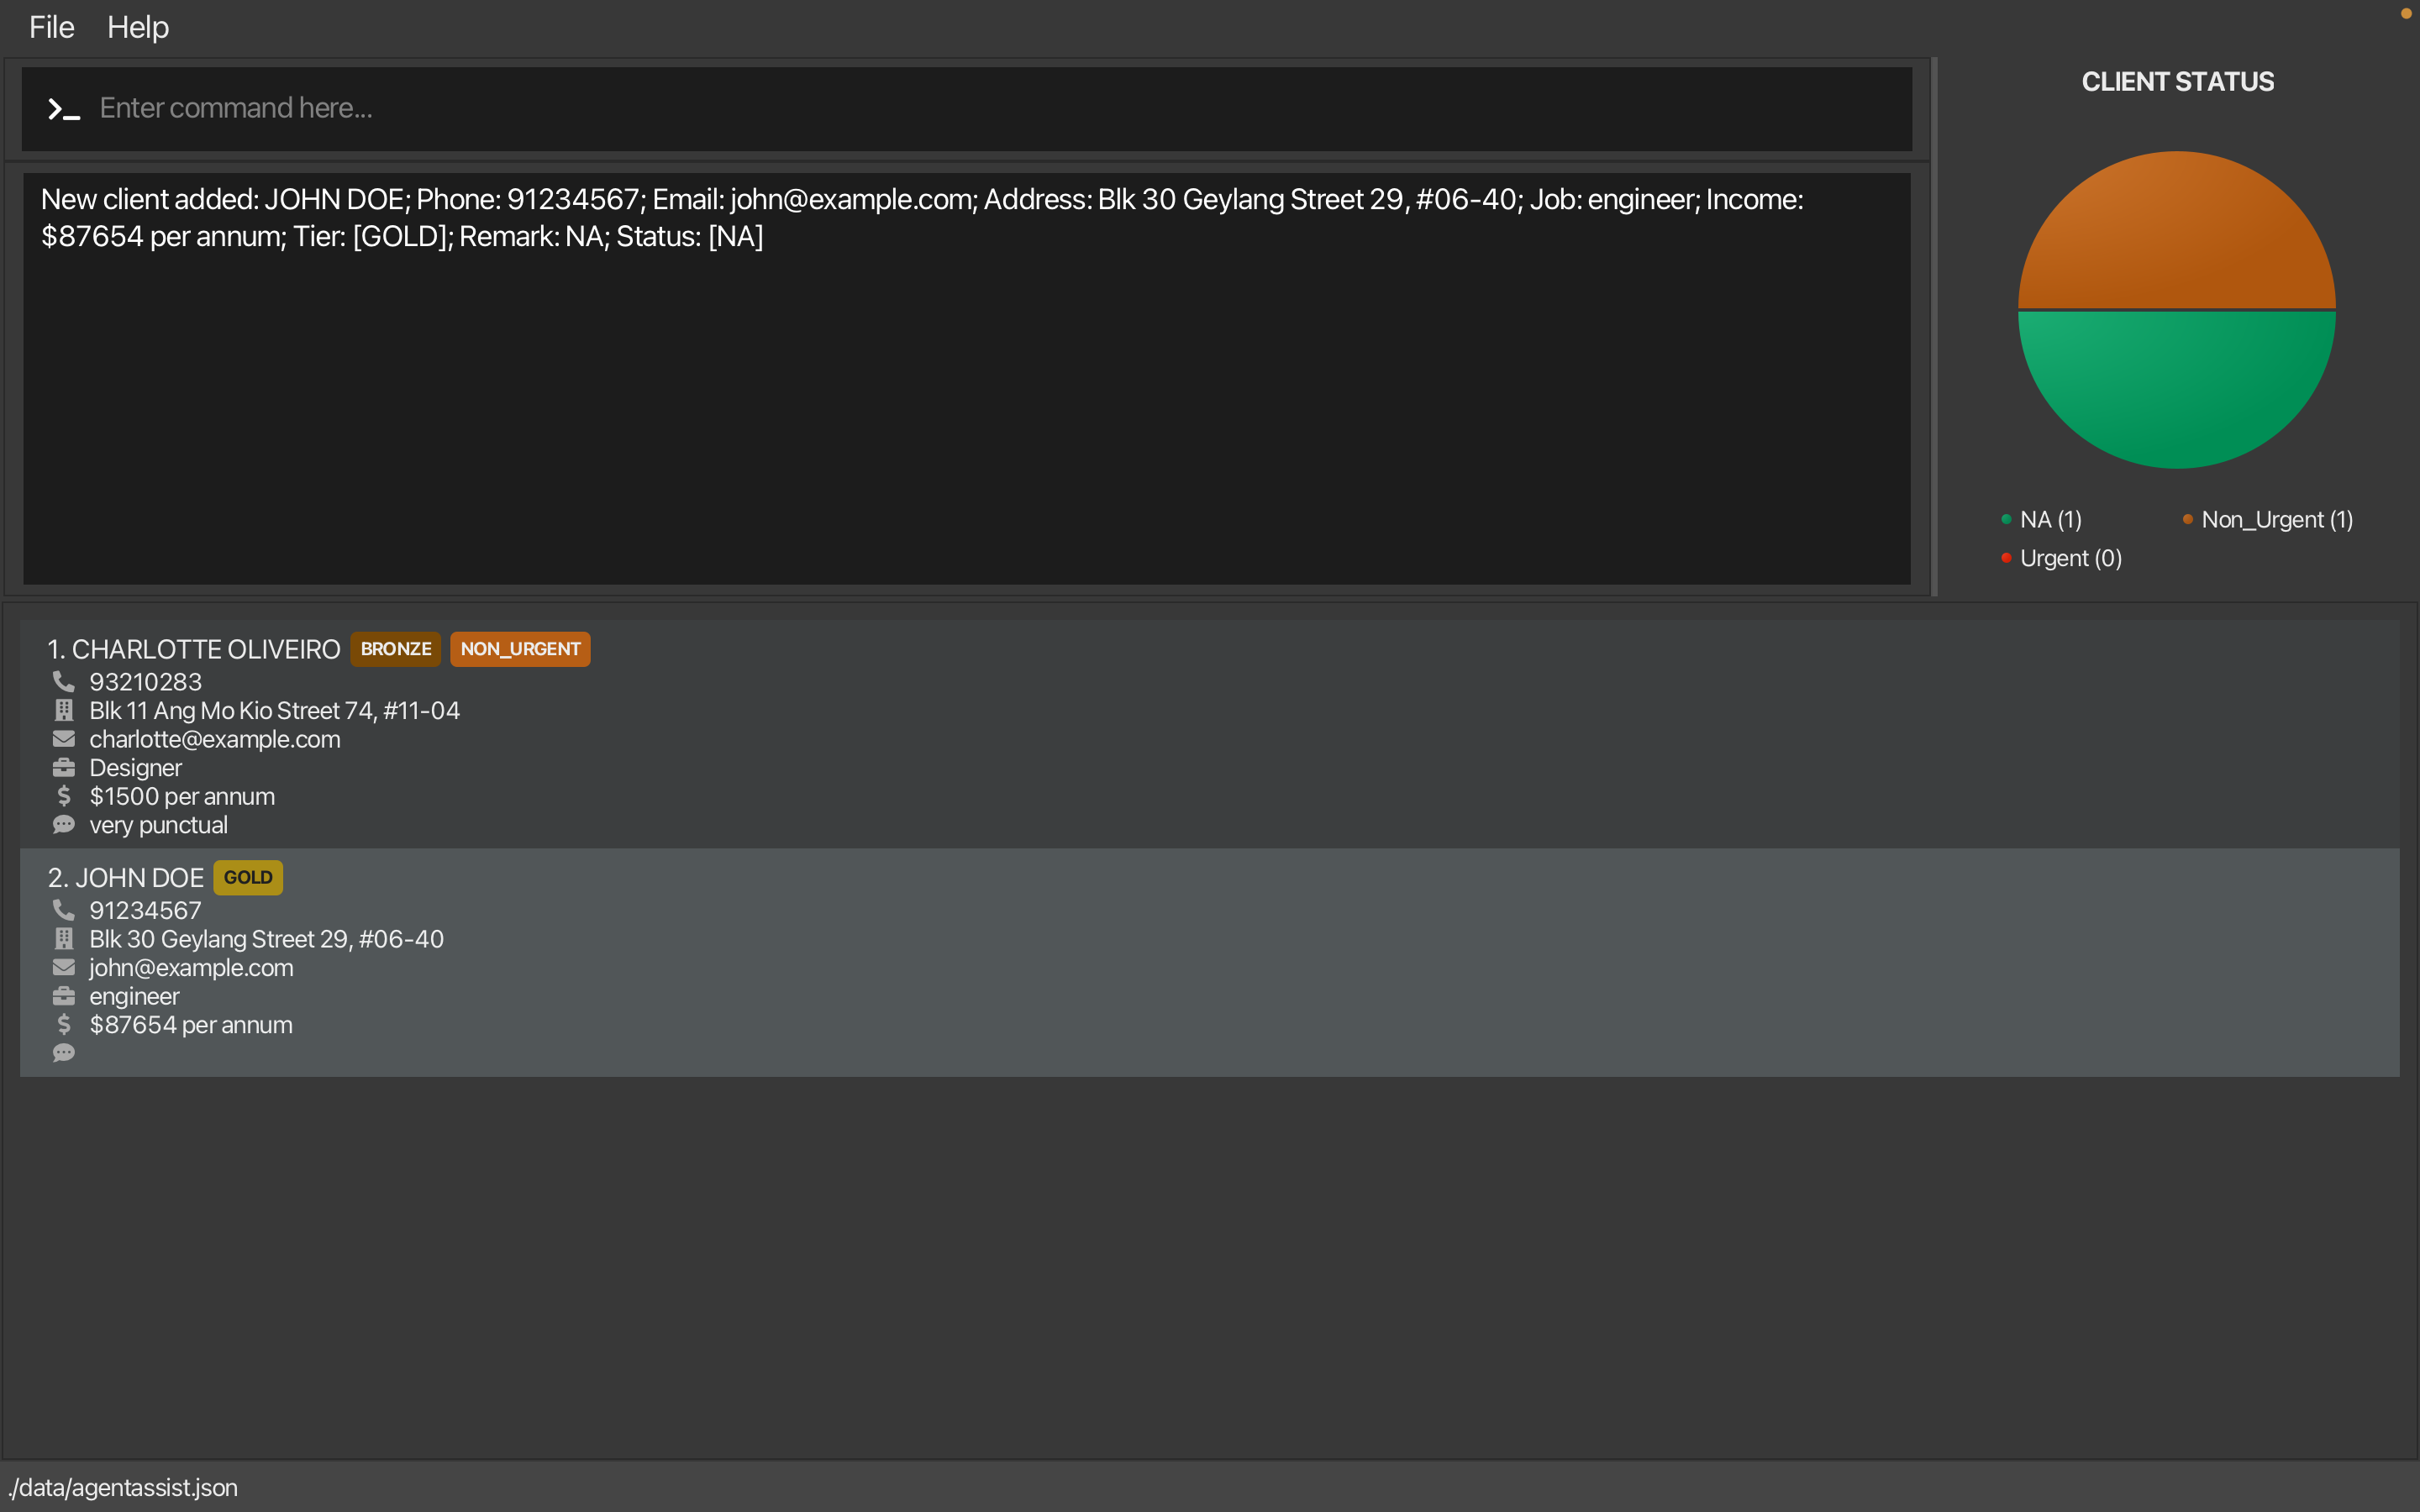 File Help
Enter command here...
New client added: JOHN DOE; Phone: 91234567; Email: john@example.com; Address: Blk 30 Geylang Street 29, #06-40; Job: engineer; Income:
$87654 per annum; Tier: [GOLD]; Remark: NA; Status: [NA]
CLIENT STATUS
NA (1) Non_Urgent (1)
Urgent (0)
1. CHARLOTTE OLIVEIRO BRONZE NON_URGENT
93210283
Blk 11 Ang Mo Kio Street 74, #11-04
charlotte@example.com
Designer
$1500 per annum
very punctual
2. JOHN DOE GOLD
91234567
Blk 30 Geylang Street 29, #06-40
john@example.com
engineer
$87654 per annum
./data/agentassist.json